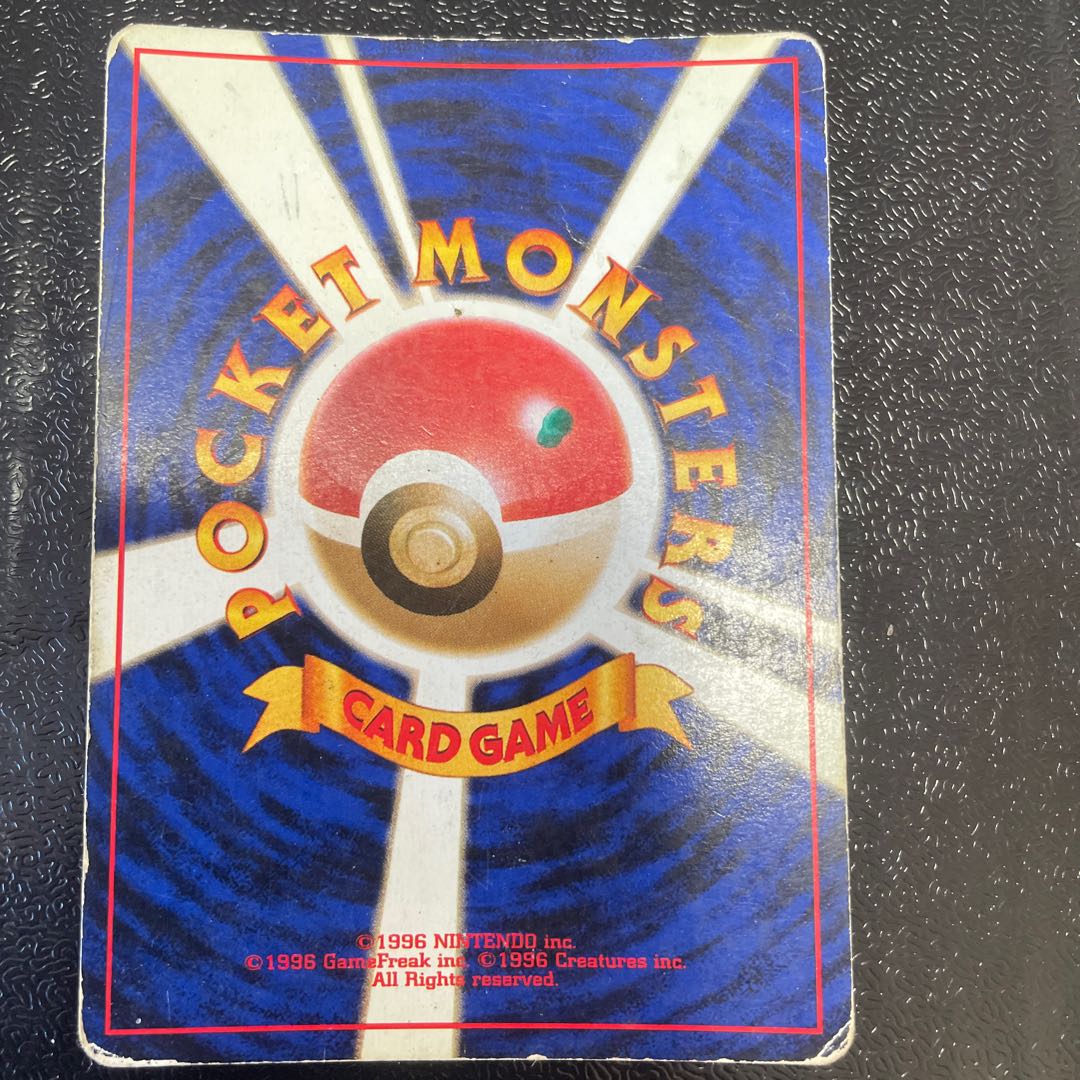 POCKET MONSTERS
CARD GAME
©1996 NINTENDO inc.
©1996 GameFreak inc. ©1996 Creatures inc.
All Rights reserved.